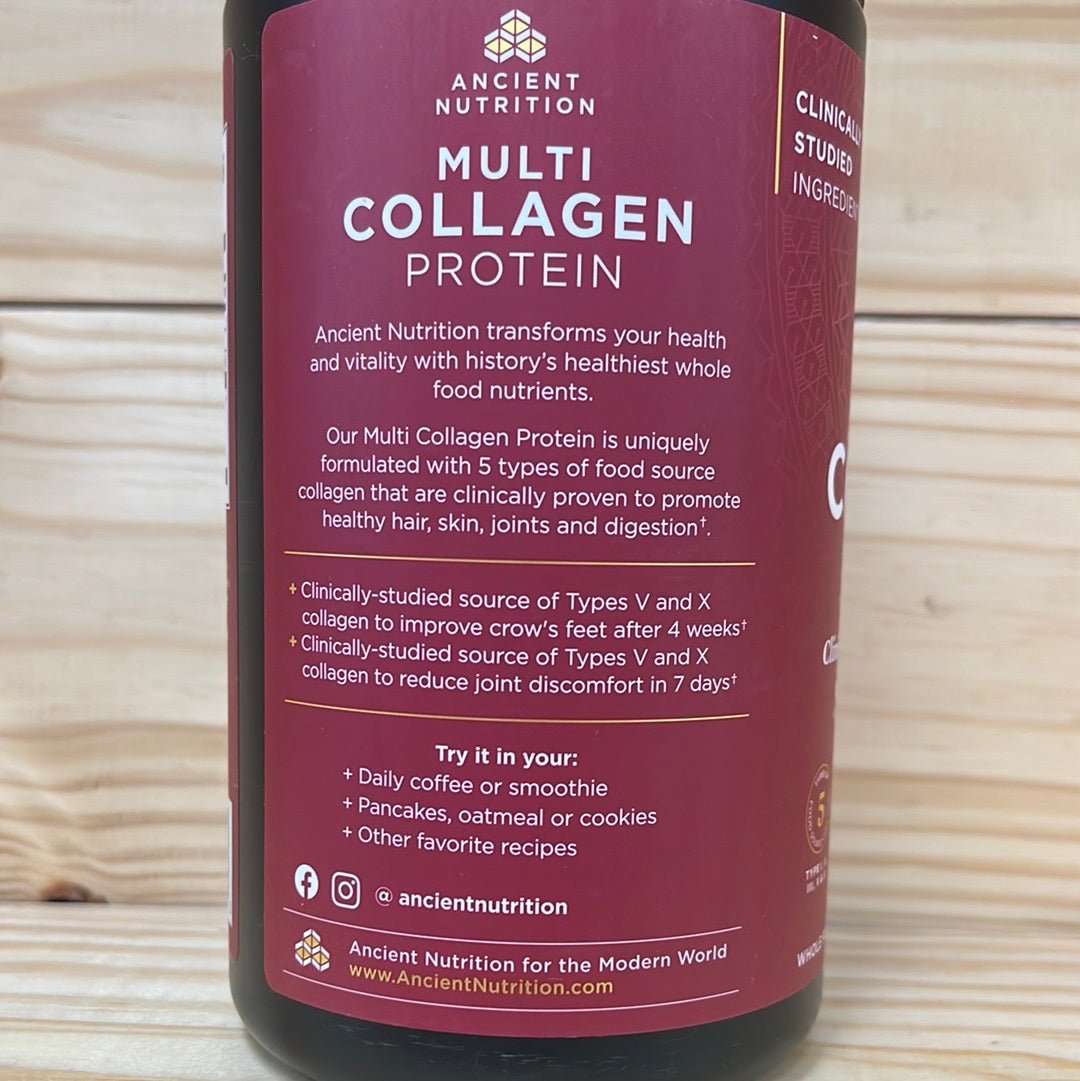 ANCIENT
NUTRITION
MULTI
COLLAGEN
PROTEIN
Ancient Nutrition transforms your health
and vitality with history's healthiest whole
food nutrients.
Our Multi Collagen Protein is uniquely
formulated with 5 types of food source
collagen that are clinically proven to promote
healthy hair, skin, joints and digestion†.
+ Clinically-studied source of Types V and X
collagen to improve crow's feet after 4 weeks†
+ Clinically-studied source of Types V and X
collagen to reduce joint discomfort in 7 days†
Try it in your:
+ Daily coffee or smoothie
+ Pancakes, oatmeal or cookies
+ Other favorite recipes
@ ancientnutrition
Ancient Nutrition for the Modern World
www.AncientNutrition.com
CLINICALLY
STUDIED
INGREDIENT
C
5